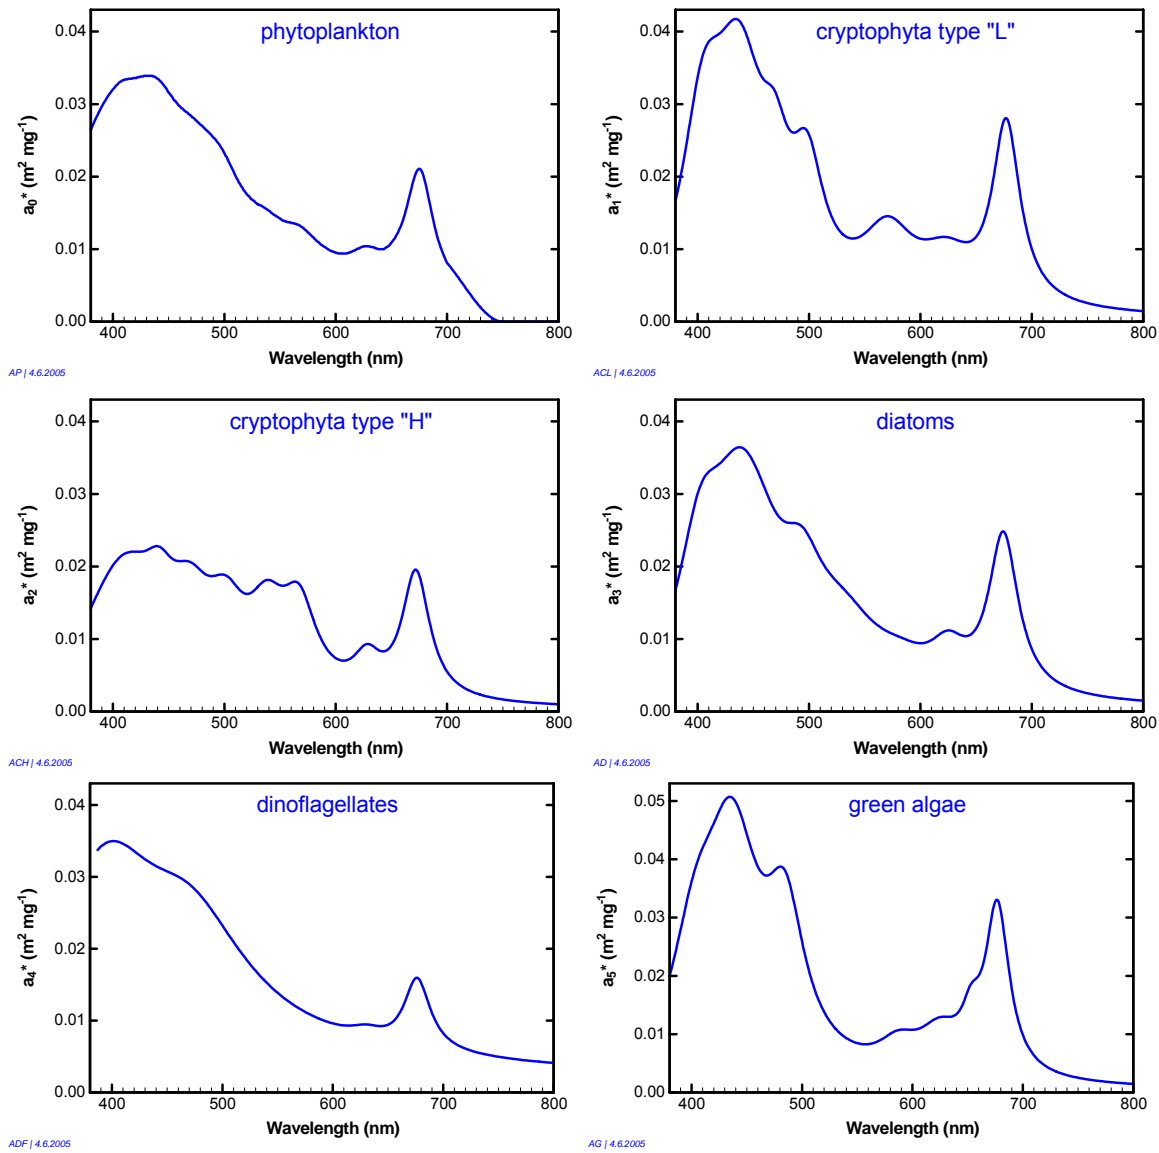 phytoplankton
0.04
0.03
0.02
0.01
0.00
a0* (m2 mg-1)
400 500 600 700 800
Wavelength (nm)
AP | 4.6.2005
cryptophyta type "L"
0.04
0.03
0.02
0.01
0.00
a1* (m2 mg-1)
400 500 600 700 800
Wavelength (nm)
ACL | 4.6.2005
cryptophyta type "H"
0.04
0.03
0.02
0.01
0.00
a2* (m2 mg-1)
400 500 600 700 800
Wavelength (nm)
ACH | 4.6.2005
diatoms
0.04
0.03
0.02
0.01
0.00
a3* (m2 mg-1)
400 500 600 700 800
Wavelength (nm)
AD | 4.6.2005
dinoflagellates
0.04
0.03
0.02
0.01
0.00
a4* (m2 mg-1)
400 500 600 700 800
Wavelength (nm)
ADF | 4.6.2005
green algae
0.05
0.04
0.03
0.02
0.01
0.00
a5* (m2 mg-1)
400 500 600 700 800
Wavelength (nm)
AG | 4.6.2005